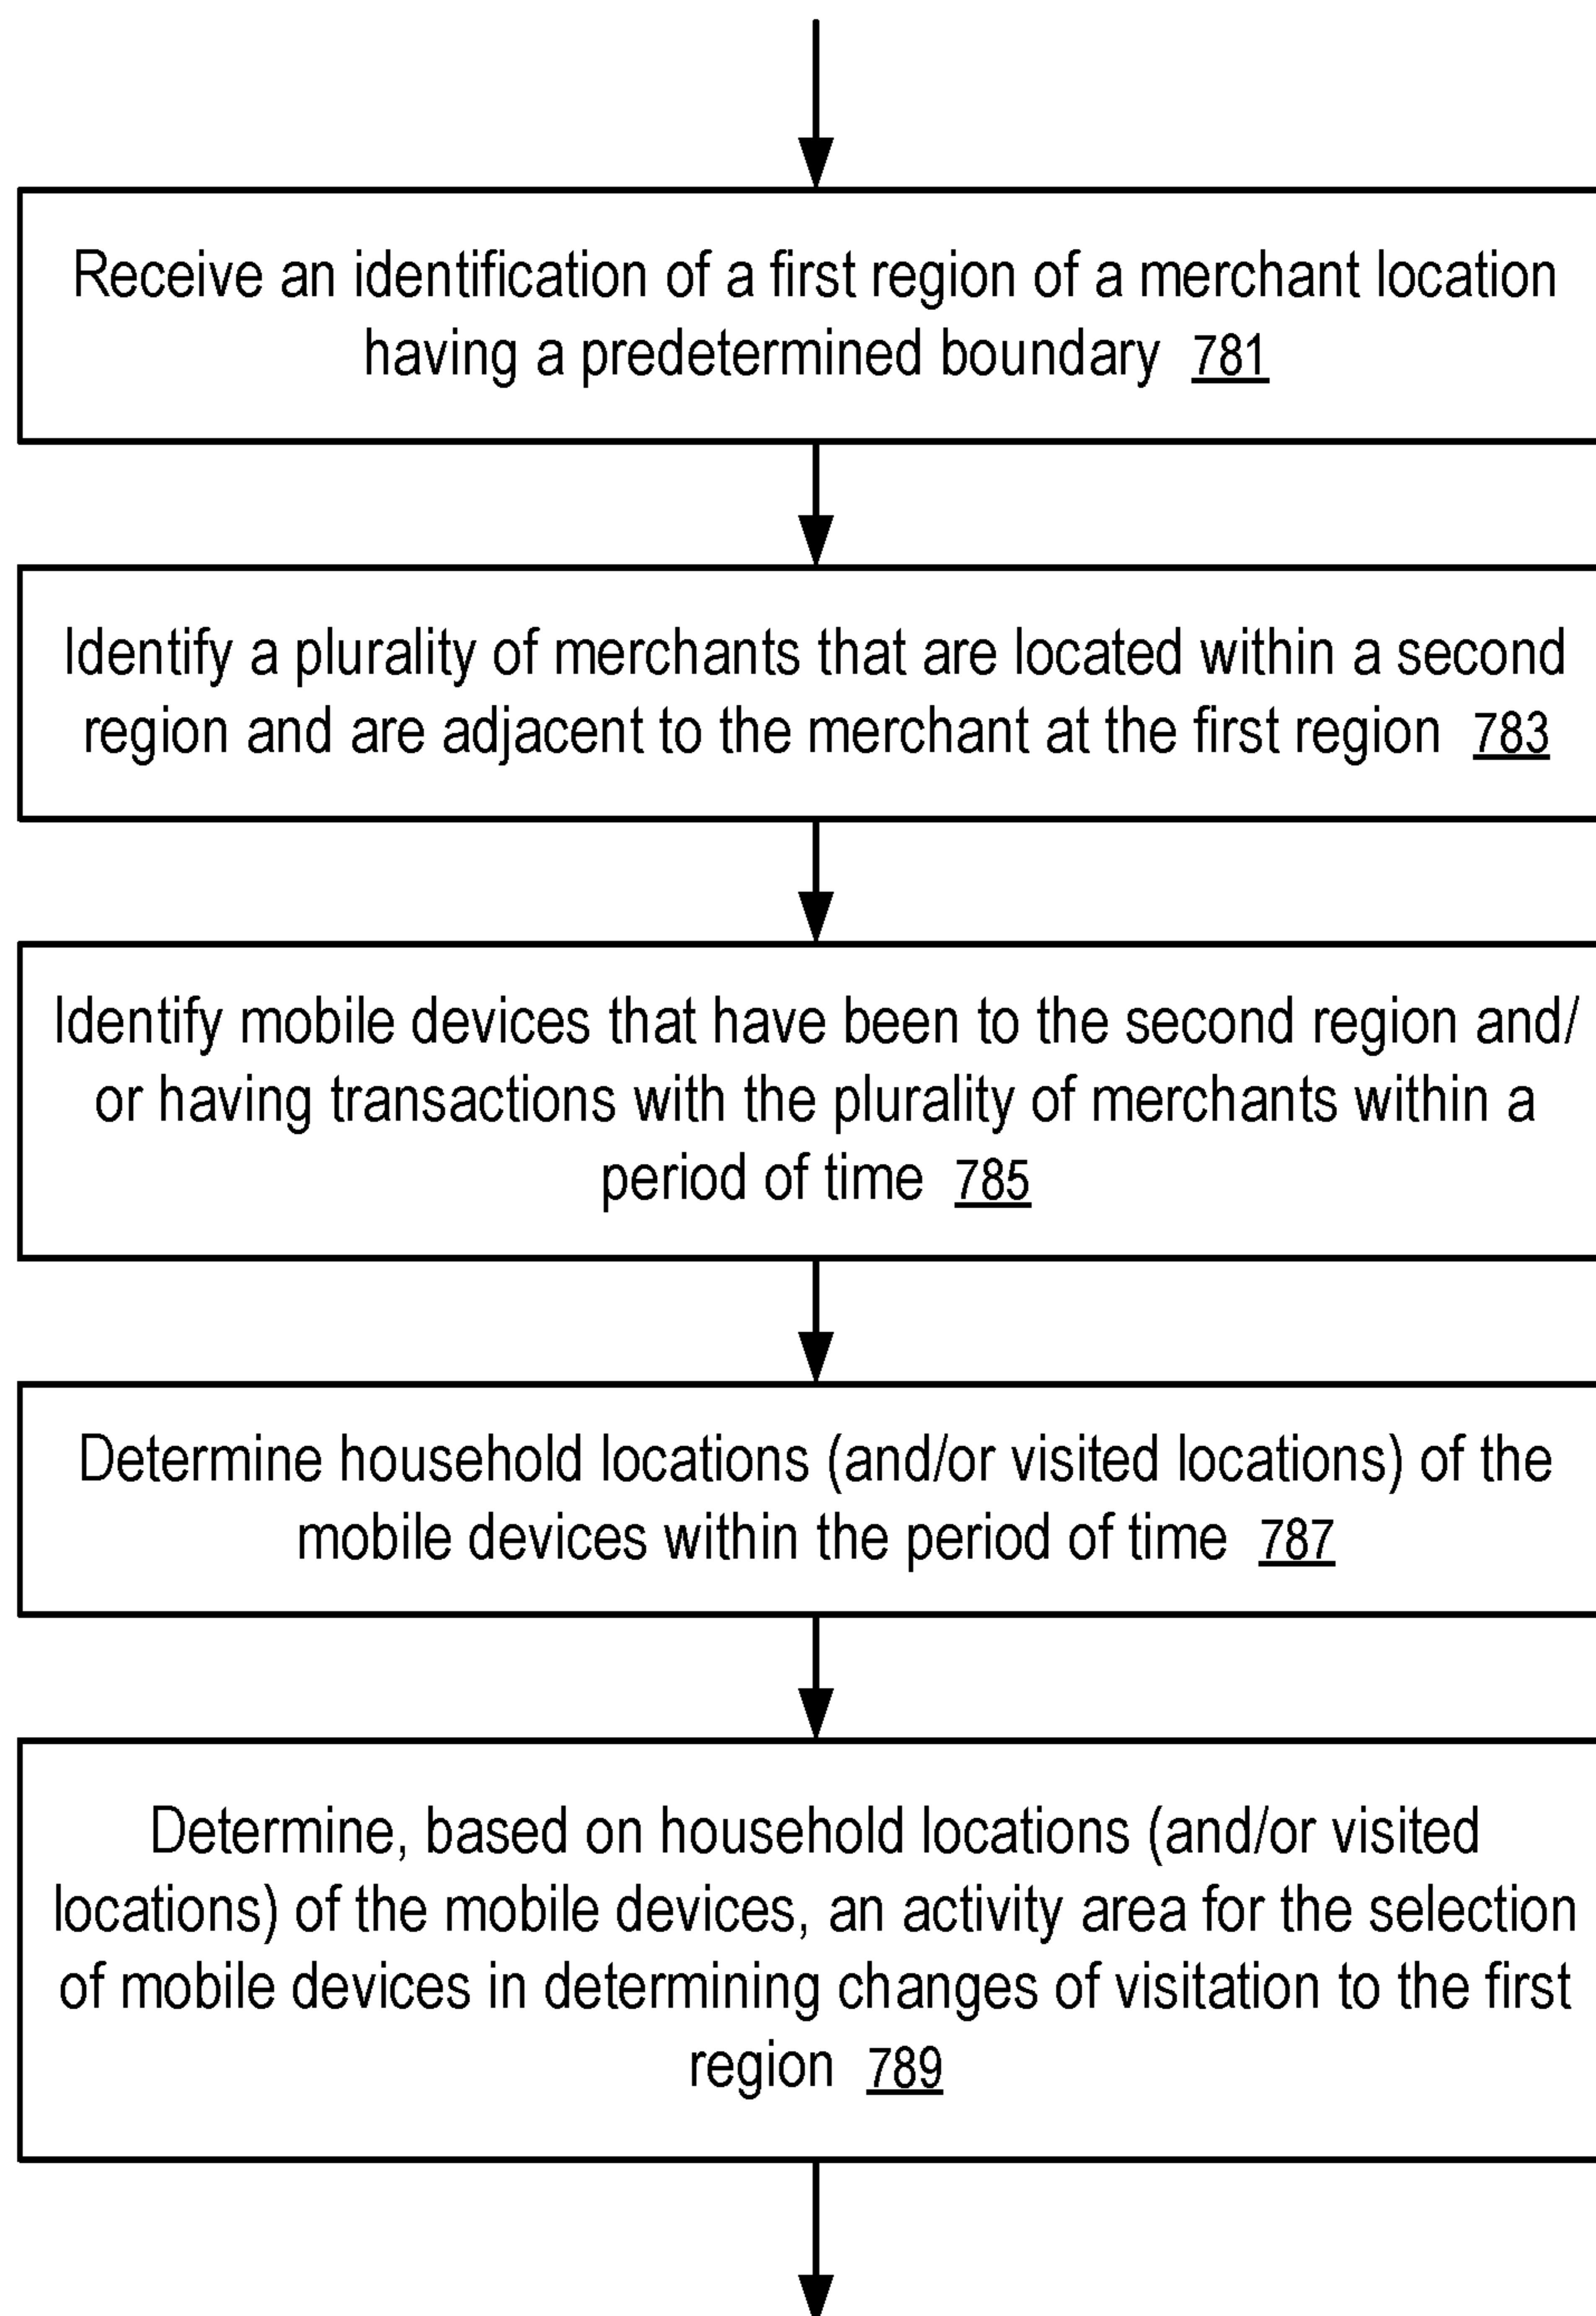 Receive an identification of a first region of a merchant location
having a predetermined boundary 781
Identify a plurality of merchants that are located within a second
region and are adjacent to the merchant at the first region 783
Identify mobile devices that have been to the second region and/
or having transactions with the plurality of merchants within a
period of time 785
Determine household locations (and/or visited locations) of the
mobile devices within the period of time 787
Determine, based on household locations (and/or visited
locations) of the mobile devices, an activity area for the selection
of mobile devices in determining changes of visitation to the first
region 789